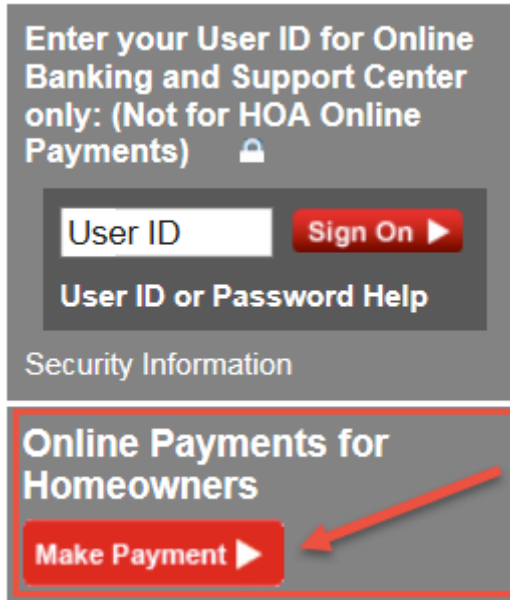 Enter your User ID for Online
Banking and Support Center
only: (Not for HOA Online
Payments)
User ID
Sign On
User ID or Password Help
Security Information
Online Payments for
Homeowners
Make Payment